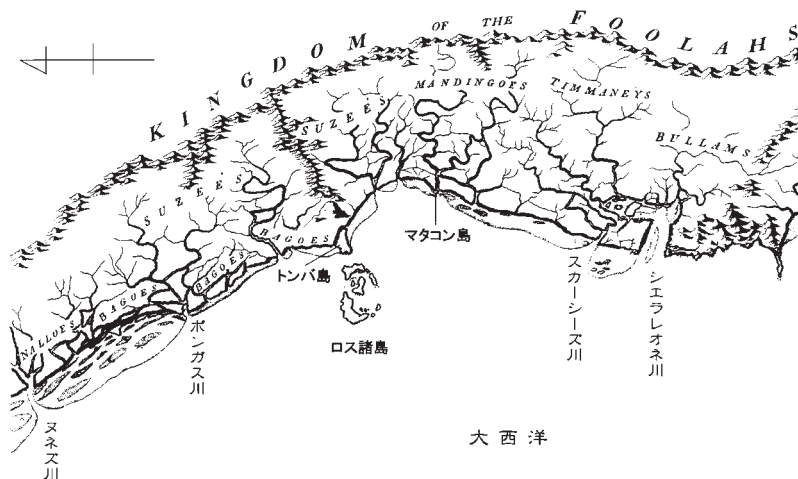 KINGDOM OF THE FOOLAHS
SUZEES
MANDINGOES
TIMMANEYS
BULLAMS
SUZEES
BAGOES
BAGOES
BAGOES
NALLOES
マタコン島
トンバ島
ロス諸島
スカーシーズ川
シエラレオネ川
ポンガス川
ヌネズ川
大西洋